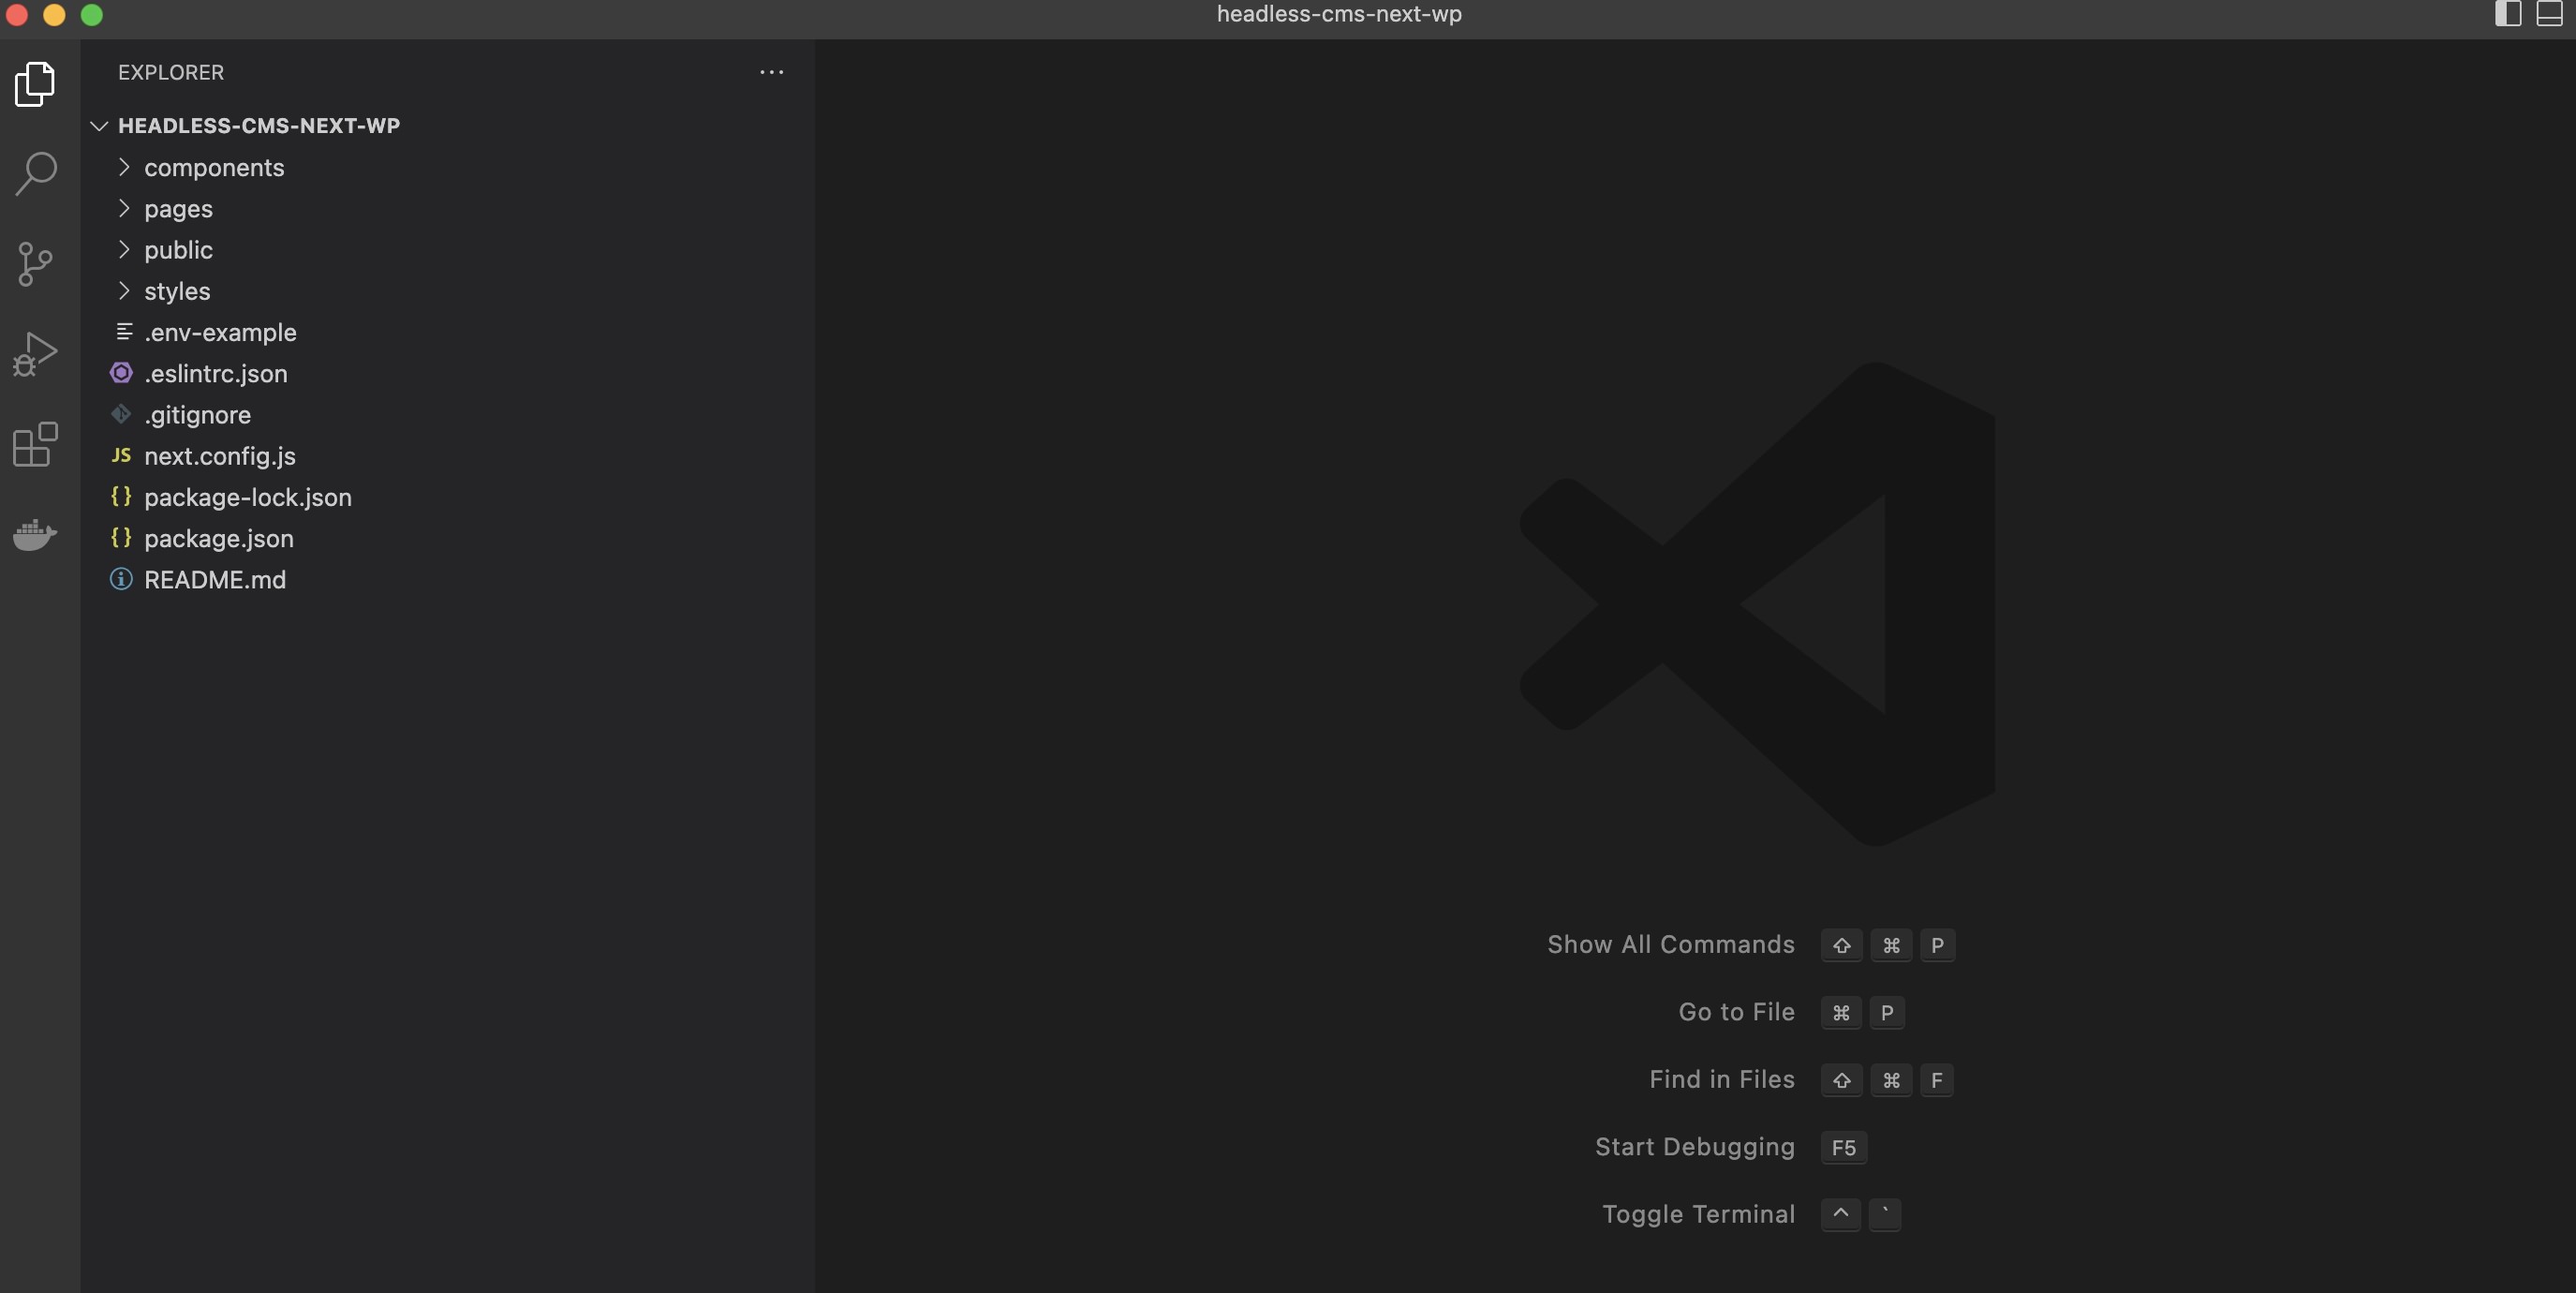 headless-cms-next-wp
EXPLORER
HEADLESS-CMS-NEXT-WP
components
pages
public
styles
.env-example
.eslintrc.json
.gitignore
JS next.config.js
{ } package-lock.json
{ } package.json
README.md
Show All Commands ⇧ ⌘ P
Go to File ⌘ P
Find in Files ⇧ ⌘ F
Start Debugging F5
Toggle Terminal ^ `